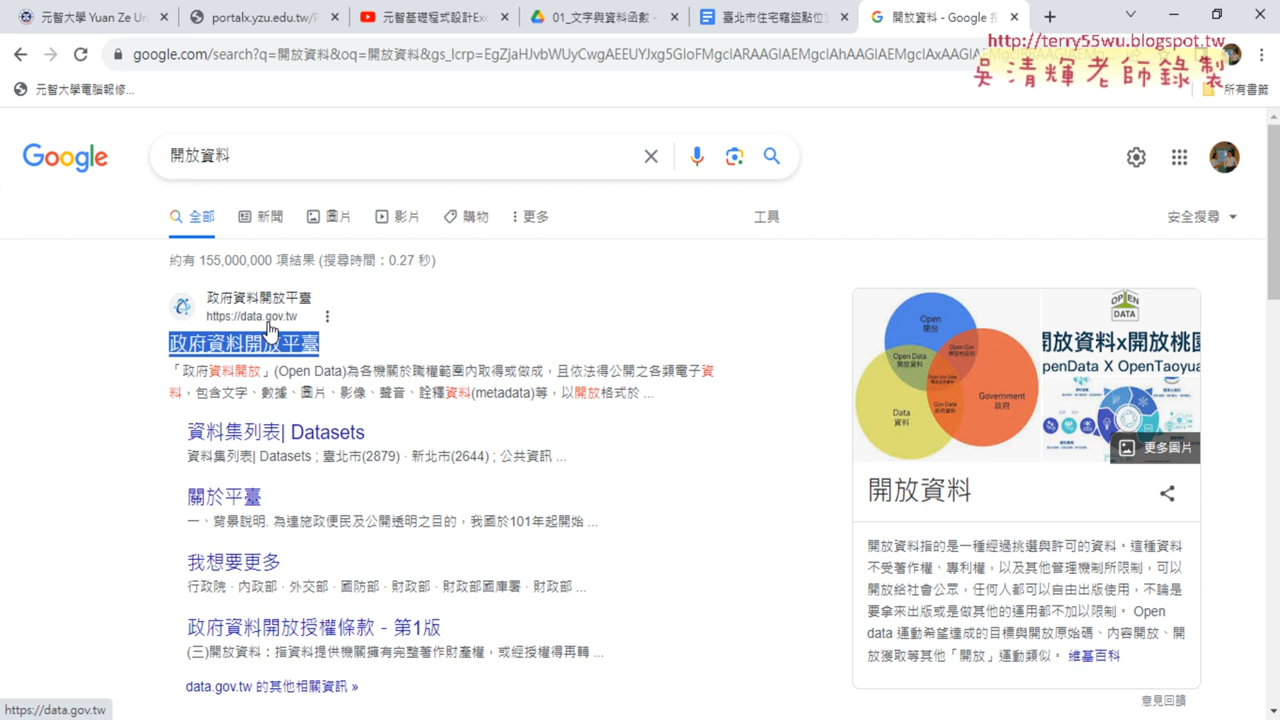 元智大學 Yuan Ze Un
portalx.yzu.edu.tw/P
元智基礎程式設計Exc
01_文字與資料函數 -
臺北市住宅竊盜點位資
開放資料 - Google 搜
http://terry55wu.blogspot.tw
google.com/search?q=開放資料&oq=開放資料&gs_lcrp=
吳清輝老師錄製
元智大學電腦報修...
所有書籤
Google
開放資料
全部
新聞
圖片
影片
購物
更多
工具
安全搜尋
約有 155,000,000 項結果 (搜尋時間：0.27 秒)
政府資料開放平臺
https://data.gov.tw
政府資料開放平臺
「政府資料開放」(Open Data)為各機關於職權範圍內取得或做成，且依法得公開之各類電子資
料，包含文字、數據、圖片、影像、聲音、詮釋資料(metadata)等，以開放格式於 ...
資料集列表| Datasets
資料集列表| Datasets ; 臺北市(2879) · 新北市(2644) ; 公共資訊 ...
關於平臺
一、背景說明. 為達施政便民及公開透明之目的，我國於101年起開始 ...
我想要更多
行政院 · 內政部 · 外交部 · 國防部 · 財政部 · 財政部國庫署 · 財政部 ...
政府資料開放授權條款－第1版
(三)開放資料：指資料提供機關擁有完整著作財產權，或經授權得再轉 ...
data.gov.tw 的其他相關資訊 »
Open
開放
Open Data
開放資料
Data
資料
Gov Data
政府資料
Government
政府
OPEN
DATA
開放資料x開放桃園
penData X OpenTaoyua
更多圖片
開放資料
開放資料指的是一種經過挑選與許可的資料。這種資料
不受著作權、專利權，以及其他管理機制所限制，可以
開放給社會公眾，任何人都可以自由出版使用，不論是
要拿來出版或是做其他的運用都不加以限制。 Open
data 運動希望達成的目標與開放原始碼、內容開放、開
放獲取等其他「開放」運動類似。 維基百科
意見回饋
https://data.gov.tw